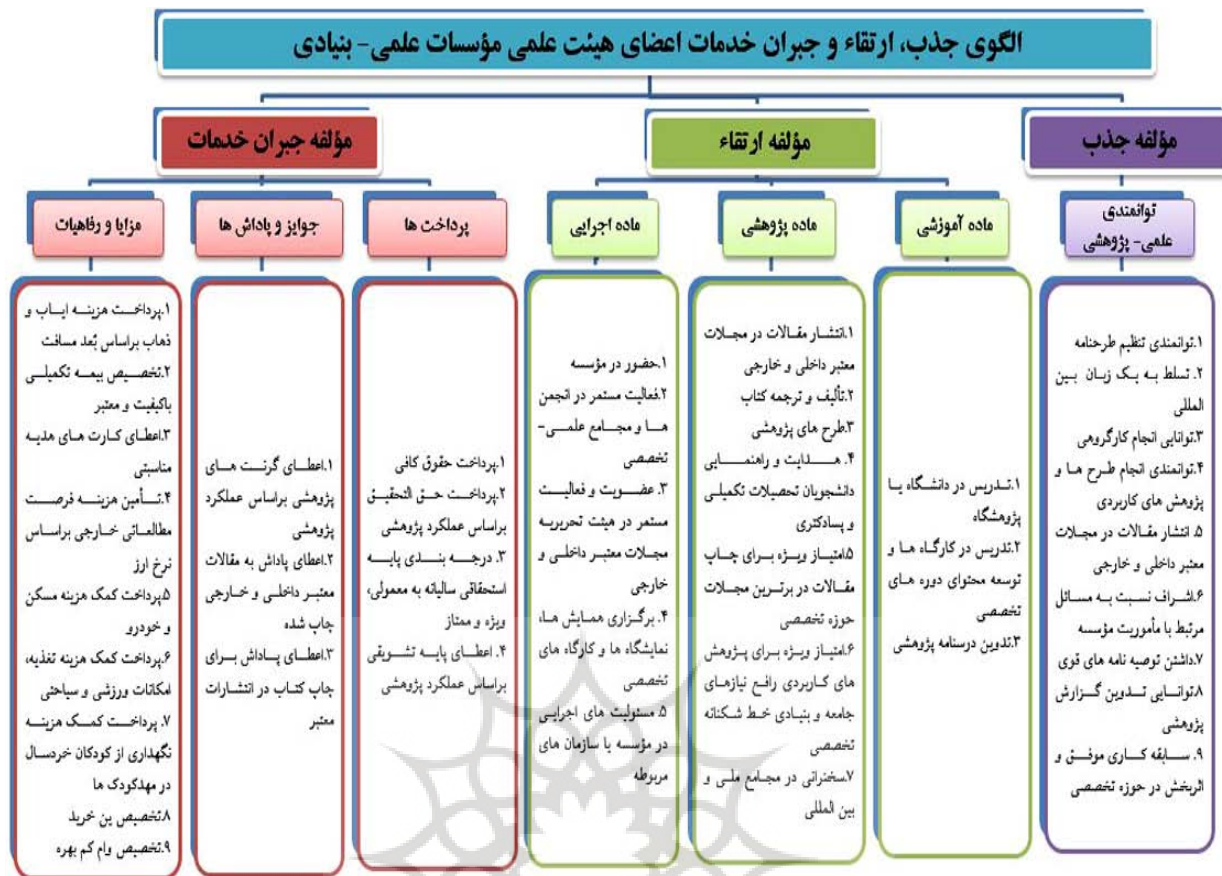 الگوی جذب، ارتقاء و جبران خدمات اعضای هیئت علمی مؤسسات علمی- بنیادی
مؤلفه جذب
مؤلفه ارتقاء
مؤلفه جبران خدمات
توانمندی
علمی- پژوهشی
ماده آموزشی
ماده پژوهشی
ماده اجرایی
پرداخت ها
جوایز و پاداش ها
مزایا و رفاهیات
۱.توانمندی تنظیم طرحنامه
۲. تسلط به یک زبان بین
المللی
۳.توانایی انجام کارگروهی
۴.توانمندی انجام طرح ها و
پژوهش های کاربردی
۵. انتشار مقالات در مجلات
معتبر داخلی و خارجی
۶.اشراف نسبت به مسائل
مرتبط با مأموریت مؤسسه
۷.داشتن توصیه نامه های قوی
۸.توانایی تدوین گزارش
پژوهشی
۹. سابقه کاری موفق و
اثربخش در حوزه تخصصی
۱.تدریس در دانشگاه یا
پژوهشگاه
۲.تدریس در کارگاه ها و
توسعه محتوای دوره های
تخصصی
۳.تدوین درسنامه پژوهشی
۱.انتشار مقالات در مجلات
معتبر داخلی و خارجی
۲.تألیف و ترجمه کتاب
۳.طرح های پژوهشی
۴. هدایت و راهنمایی
دانشجویان تحصیلات تکمیلی
و پسادکتری
۵.امتیاز ویژه برای چاپ
مقالات در برترین مجلات
حوزه تخصصی
۶.امتیاز ویژه برای پژوهش
های کاربردی رافع نیازهای
جامعه و بنیادی خط شکنانه
تخصصی
۷.سخنرانی در مجامع ملی و
بین المللی
۱.حضور در مؤسسه
۲.فعالیت مستمر در انجمن
ها و مجامع علمی-
تخصصی
۳. عضویت و فعالیت
مستمر در هیئت تحریریه
مجلات معتبر داخلی و
خارجی
۴. برگزاری همایش ها،
نمایشگاه ها و کارگاه های
تخصصی
۵. مسئولیت های اجرایی
در مؤسسه یا سازمان های
مربوطه
۱.پرداخت حقوق کافی
۲.پرداخت حق التحقیق
براساس عملکرد پژوهشی
۳. درجه بندی پایه
استحقاقی سالیانه به معمولی،
ویژه و ممتاز
۴. اعطای پایه تشویقی
براساس عملکرد پژوهشی
۱.اعطای گرنت های
پژوهشی براساس عملکرد
پژوهشی
۲.اعطای پاداش به مقالات
معتبر داخلی و خارجی
چاپ شده
۳.اعطای پاداش برای
چاپ کتاب در انتشارات
معتبر
۱.پرداخت هزینه ایاب و
ذهاب براساس بُعد مسافت
۲.تخصیص بیمه تکمیلی
باکیفیت و معتبر
۳.اعطای کارت های هدیه
مناسبتی
۴.تأمین هزینه فرصت
مطالعاتی خارجی براساس
نرخ ارز
۵.پرداخت کمک هزینه مسکن
و خودرو
۶.پرداخت کمک هزینه تغذیه،
امکانات ورزشی و سیاحتی
۷. پرداخت کمک هزینه
نگهداری از کودکان خردسال
در مهدکودک ها
۸.تخصیص بن خرید
۹.تخصیص وام کم بهره